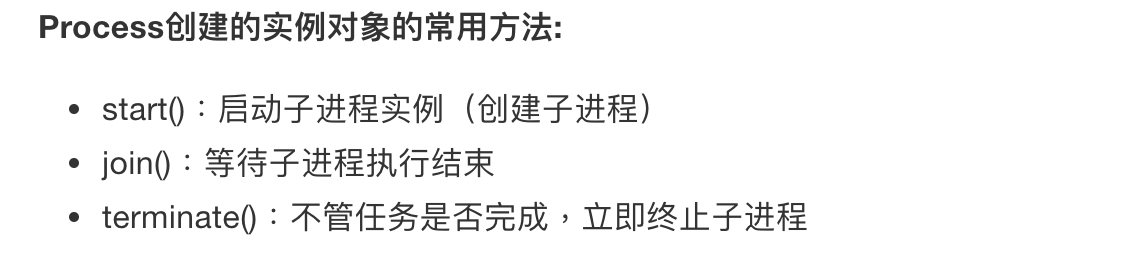 Process创建的实例对象的常用方法:
• start()：启动子进程实例（创建子进程）
• join()：等待子进程执行结束
• terminate()：不管任务是否完成，立即终止子进程